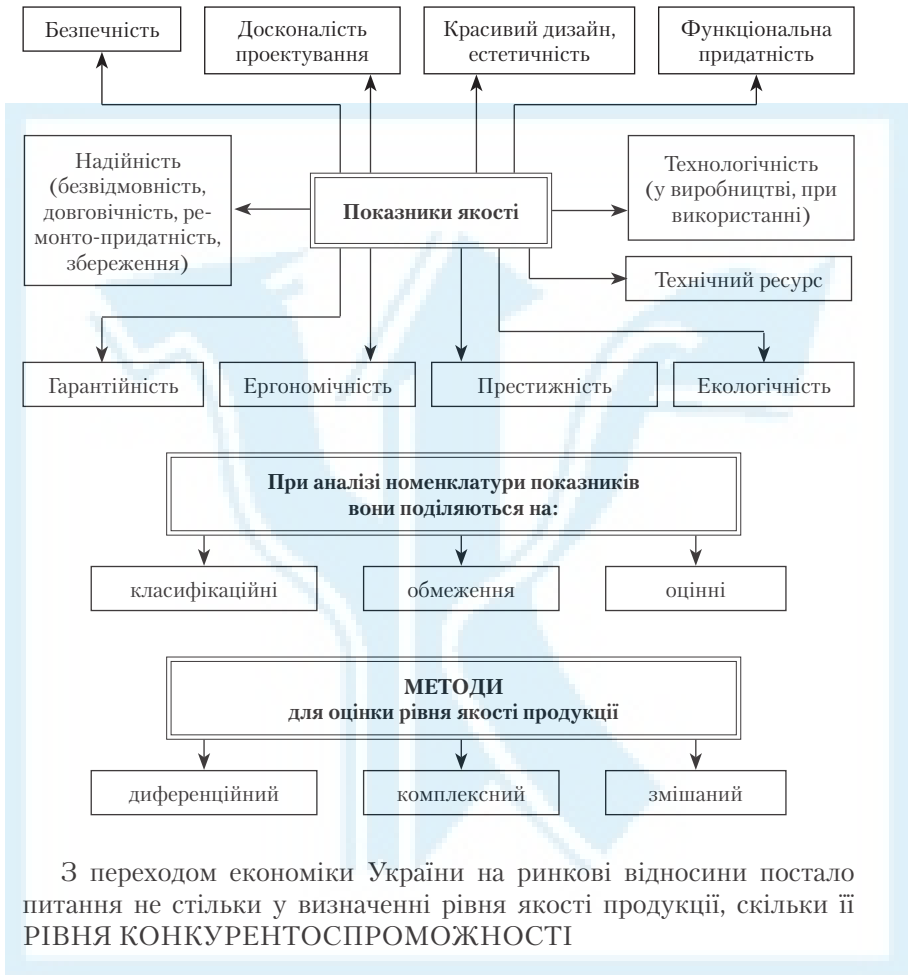 Безпечність
Досконалість
проектування
Красивий дизайн,
естетичність
Функціональна
придатність
Надійність
(безвідмовність,
довговічність, ре-
монто-придатність,
збереження)
Показники якості
Технологічність
(у виробництві, при
використанні)
Технічний ресурс
Гарантійність
Ергономічність
Престижність
Екологічність
При аналізі номенклатури показників
вони поділяються на:
класифікаційні
обмеження
оцінні
МЕТОДИ
для оцінки рівня якості продукції
диференційний
комплексний
змішаний
З переходом економіки України на ринкові відносини постало
питання не стільки у визначенні рівня якості продукції, скільки її
РІВНЯ КОНКУРЕНТОСПРОМОЖНОСТІ